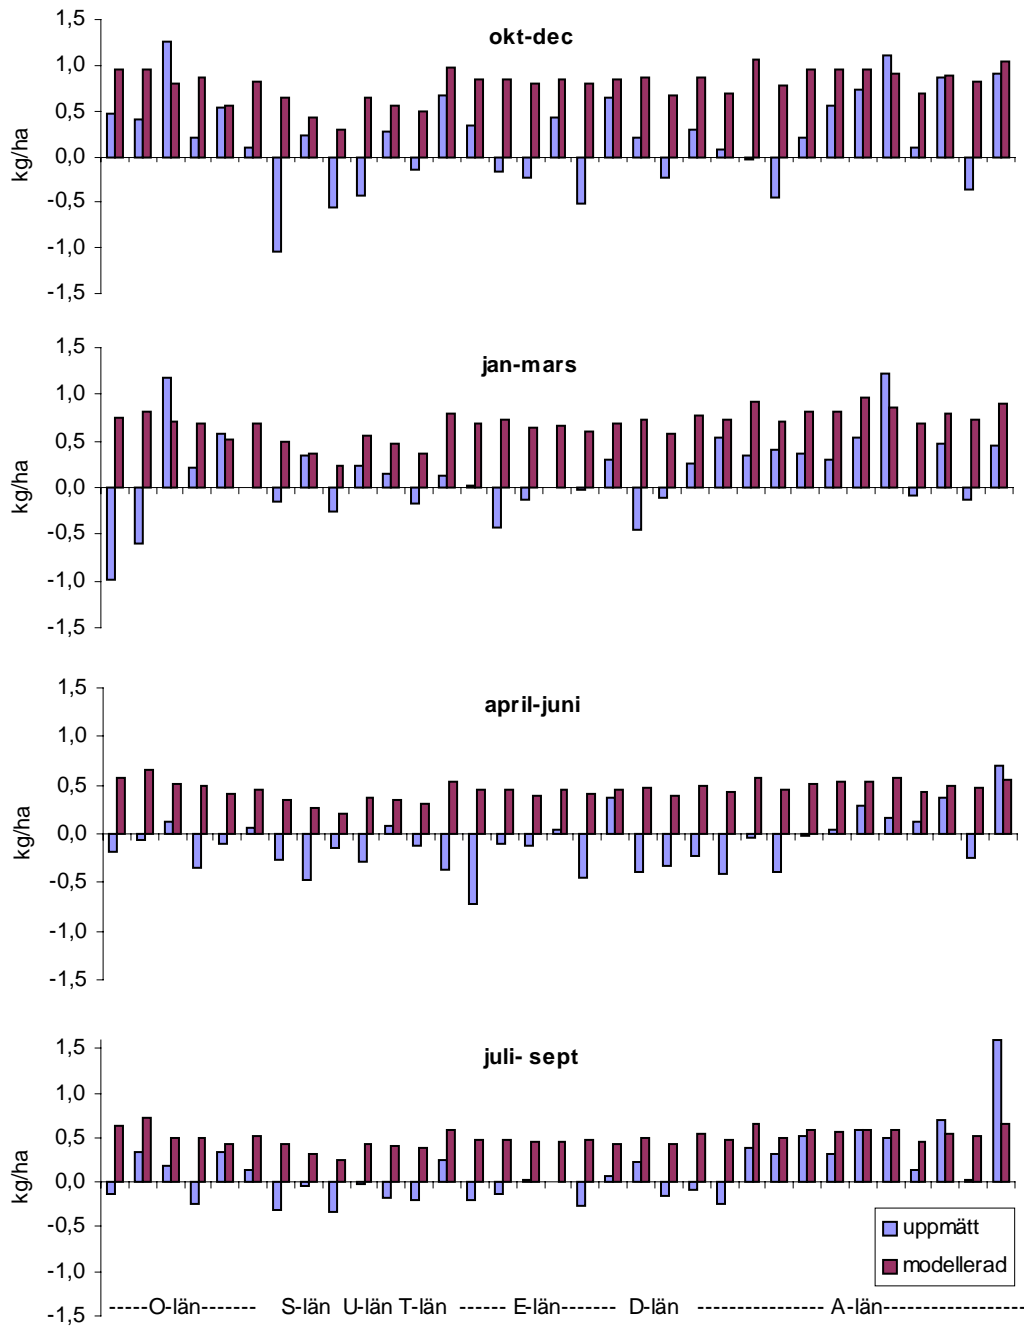 okt-dec
kg/ha
1,5
1,0
0,5
0,0
-0,5
-1,0
-1,5
jan-mars
kg/ha
1,5
1,0
0,5
0,0
-0,5
-1,0
-1,5
april-juni
kg/ha
1,5
1,0
0,5
0,0
-0,5
-1,0
-1,5
juli- sept
kg/ha
1,5
1,0
0,5
0,0
-0,5
-1,0
-1,5
uppmätt
modellerad
-----O-län------- S-län U-län T-län ------ E-län------- D-län ----------------- A-län-------------------